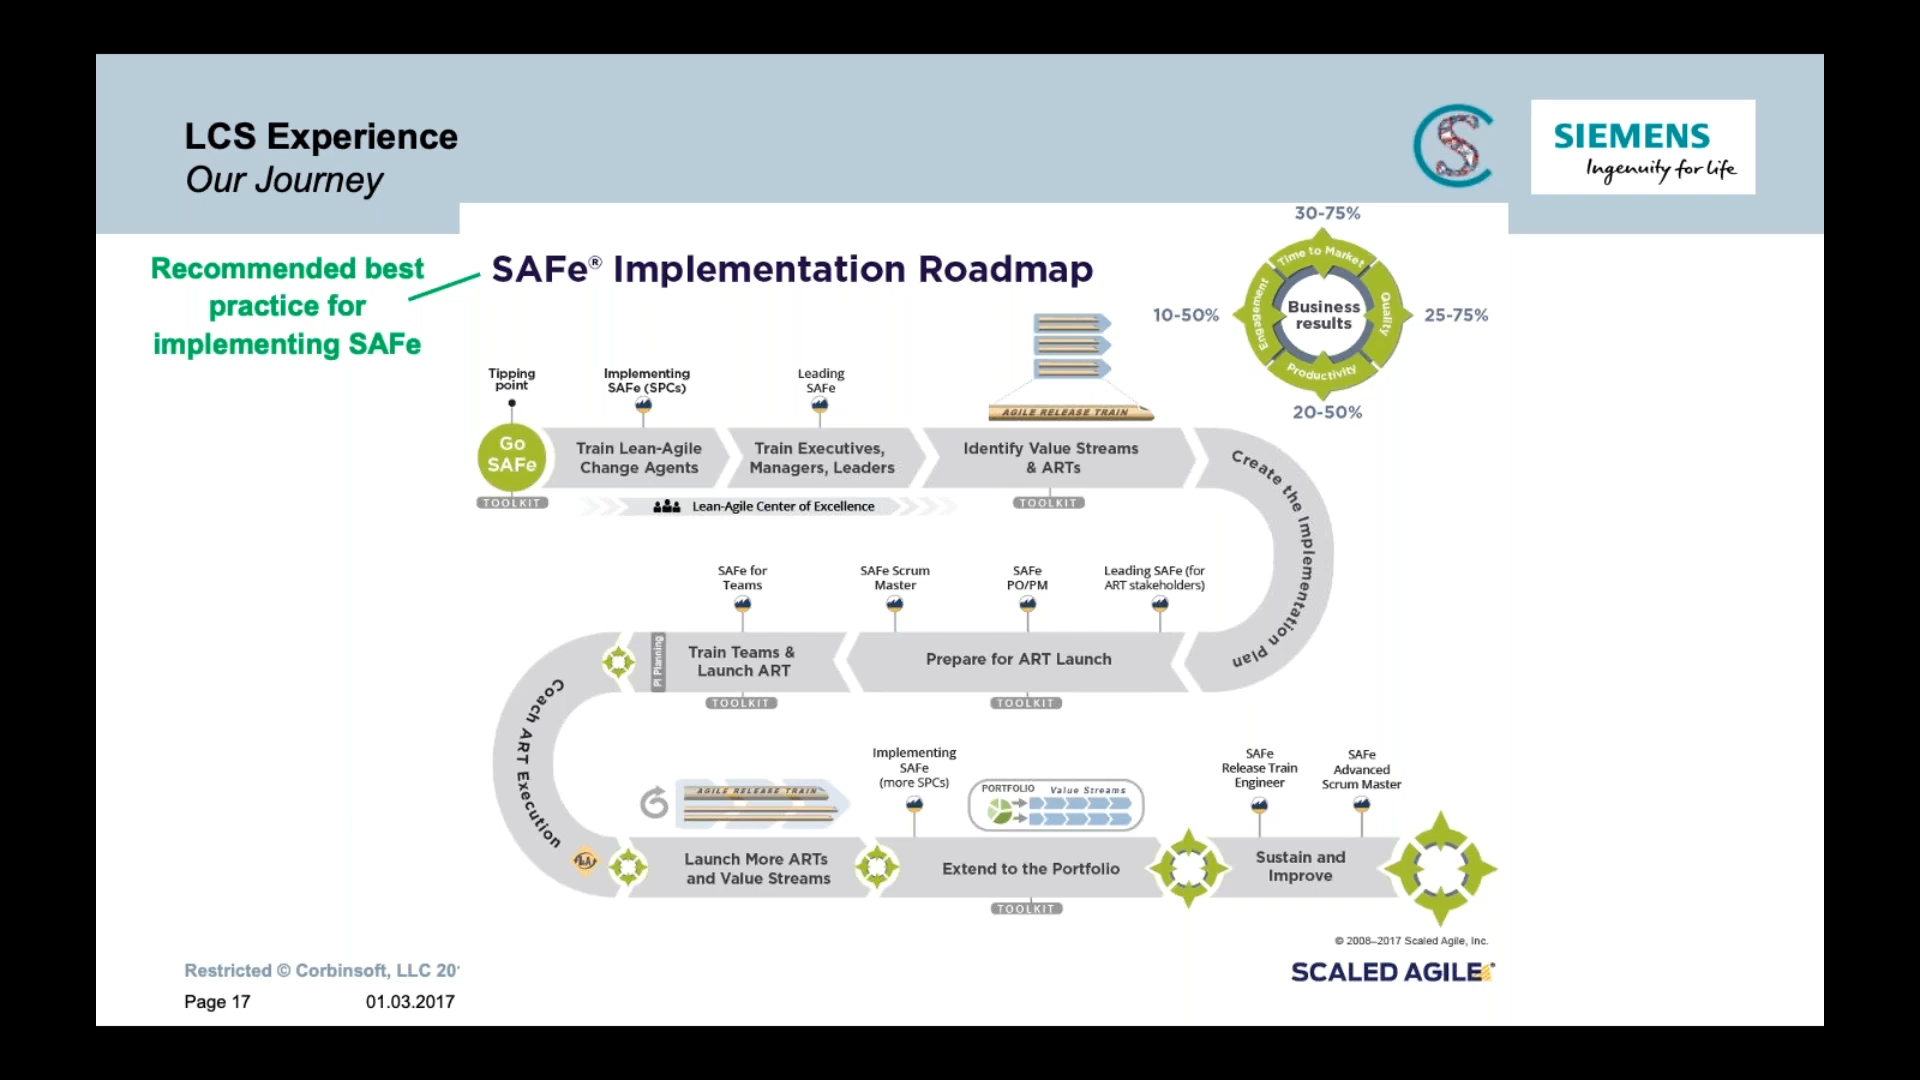 LCS Experience
Our Journey
SIEMENS
Ingenuity for life
Recommended best
practice for
implementing SAFe
SAFe® Implementation Roadmap
30-75%
Time to Market
10-50%
Engagement
Business
results
Quality
25-75%
Productivity
20-50%
Tipping
point
Implementing
SAFe (SPCs)
Leading
SAFe
AGILE RELEASE TRAIN
Go
SAFe
Train Lean-Agile
Change Agents
Train Executives,
Managers, Leaders
Identify Value Streams
& ARTs
Create the Implementation Plan
TOOLKIT
Lean-Agile Center of Excellence
TOOLKIT
SAFe for
Teams
SAFe Scrum
Master
SAFe
PO/PM
Leading SAFe (for
ART stakeholders)
PI Planning
Train Teams &
Launch ART
Prepare for ART Launch
TOOLKIT
TOOLKIT
Coach ART Execution
I&A
AGILE RELEASE TRAIN
Implementing
SAFe
(more SPCs)
PORTFOLIO Value Streams
SAFe
Release Train
Engineer
SAFe
Advanced
Scrum Master
Launch More ARTs
and Value Streams
Extend to the Portfolio
Sustain and
Improve
TOOLKIT
© 2008–2017 Scaled Agile, Inc.
SCALED AGILE
Restricted © Corbinsoft, LLC 20
Page 17 01.03.2017